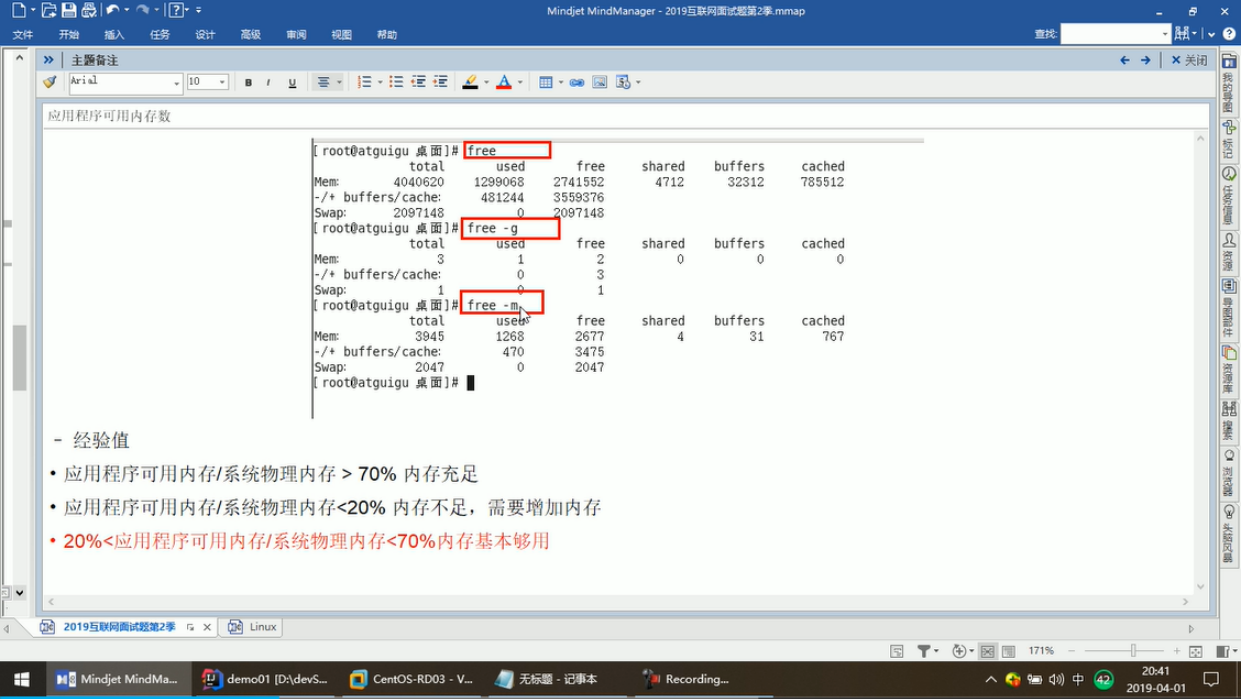 Mindjet MindManager - 2019互联网面试题第2季.mmap
文件 开始 插入 任务 设计 高级 审阅 视图 帮助 查找:
主题备注 关闭
Arial 10 B I U
应用程序可用内存数
[root@atguigu 桌面]# free
total used free shared buffers cached
Mem: 4040620 1299068 2741552 4712 32312 785512
-/+ buffers/cache: 481244 3559376
Swap: 2097148 0 2097148
[root@atguigu 桌面]# free -g
total used free shared buffers cached
Mem: 3 1 2 0 0 0
-/+ buffers/cache: 0 3
Swap: 1 0 1
[root@atguigu 桌面]# free -m
total used free shared buffers cached
Mem: 3945 1268 2677 4 31 767
-/+ buffers/cache: 470 3475
Swap: 2047 0 2047
[root@atguigu 桌面]#
- 经验值
• 应用程序可用内存/系统物理内存 > 70% 内存充足
• 应用程序可用内存/系统物理内存<20% 内存不足，需要增加内存
• 20%<应用程序可用内存/系统物理内存<70%内存基本够用
我的导图
标记
任务信息
资源
导图部件
资源库
搜索
浏览器
头脑风暴
2019互联网面试题第2季 Linux
171%
Mindjet MindMa... demo01 [D:\devS... CentOS-RD03 - V... 无标题 - 记事本 Recording... 中 42 20:41
2019-04-01